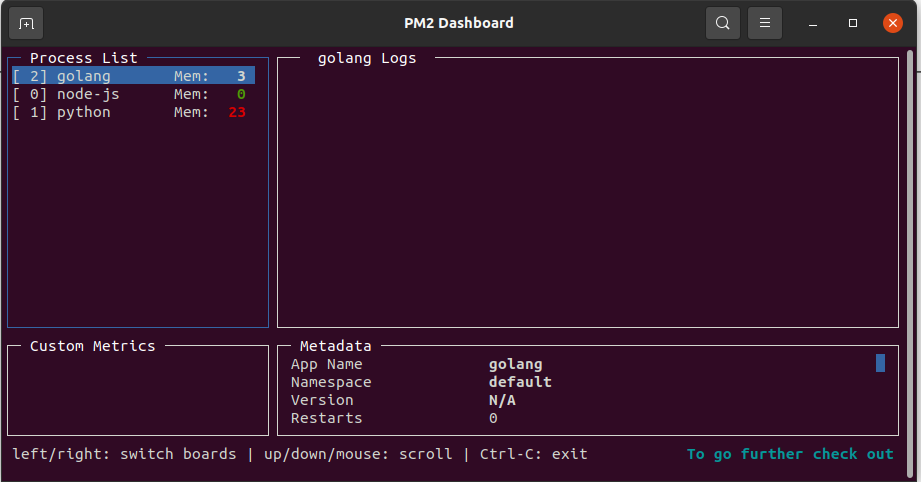 PM2 Dashboard
Process List
[ 2] golang Mem: 3
[ 0] node-js Mem: 0
[ 1] python Mem: 23
golang Logs
Custom Metrics
Metadata
App Name golang
Namespace default
Version N/A
Restarts 0
left/right: switch boards | up/down/mouse: scroll | Ctrl-C: exit To go further check out